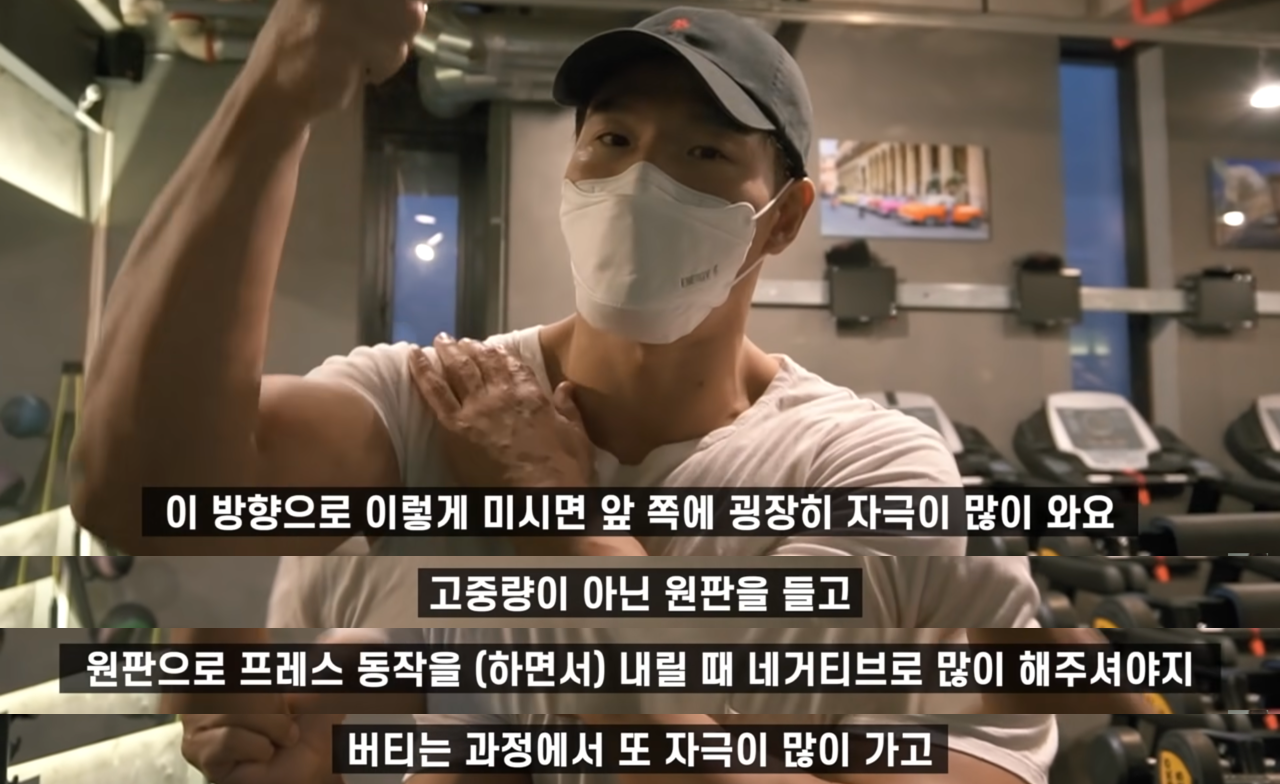 이 방향으로 이렇게 미시면 앞 쪽에 굉장히 자극이 많이 와요
고중량이 아닌 원판을 들고
원판으로 프레스 동작을 (하면서) 내릴 때 네거티브로 많이 해주셔야지
버티는 과정에서 또 자극이 많이 가고